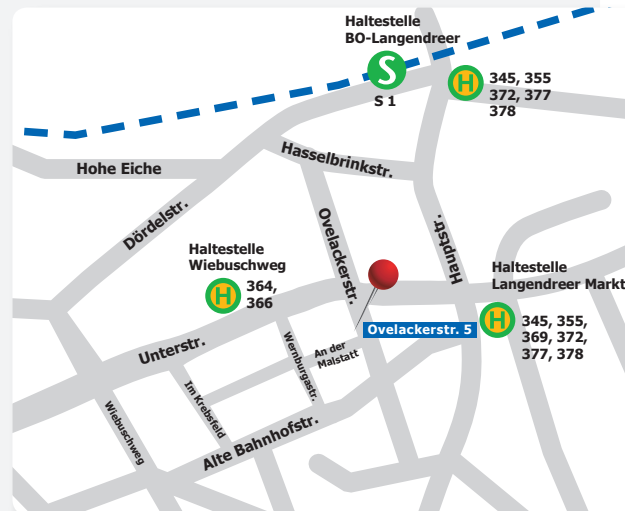 Haltestelle
BO-Langendreer
S
S 1
H
345, 355
372, 377
378
Hohe Eiche
Hasselbrinkstr.
Dördelstr.
Ovelackerstr.
Hauptstr.
Haltestelle
Wiebuschweg
H
364,
366
Haltestelle
Langendreer Markt
H
345, 355,
369, 372,
377, 378
Ovelackerstr. 5
Unterstr.
Wernburgastr.
An der
Malstatt
Im Krebsfeld
Wiebuschweg
Alte Bahnhofstr.